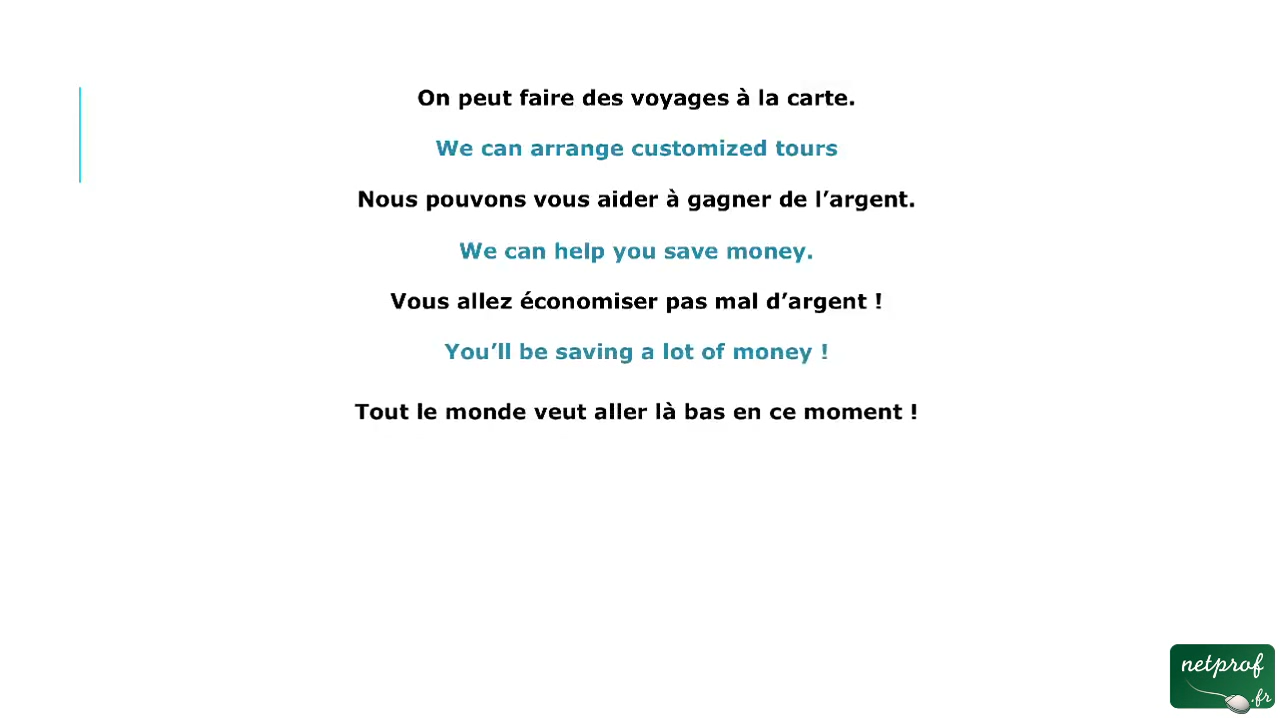 On peut faire des voyages à la carte.
We can arrange customized tours
Nous pouvons vous aider à gagner de l’argent.
We can help you save money.
Vous allez économiser pas mal d’argent !
You’ll be saving a lot of money !
Tout le monde veut aller là bas en ce moment !
netprof
.fr